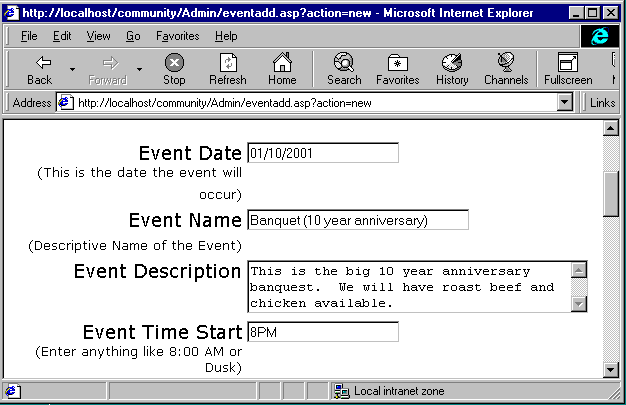 http://localhost/community/Admin/eventadd.asp?action=new - Microsoft Internet Explorer
File Edit View Go Favorites Help
Back Forward Stop Refresh Home Search Favorites History Channels Fullscreen
Address http://localhost/community/Admin/eventadd.asp?action=new Links
Event Date 01/10/2001
(This is the date the event will
occur)
Event Name Banquet (10 year anniversary)
(Descriptive Name of the Event)
Event Description This is the big 10 year anniversary
banquest. We will have roast beef and
chicken available.
Event Time Start 8PM
(Enter anything like 8:00 AM or
Dusk)
Local intranet zone